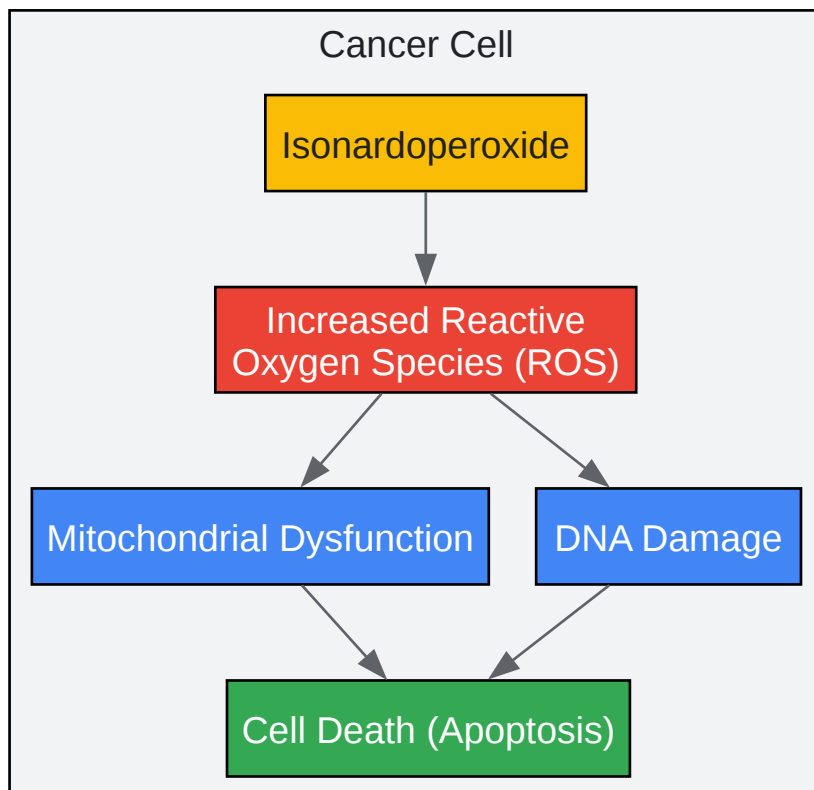 Cancer Cell
Isonardoperoxide
Increased Reactive
Oxygen Species (ROS)
Mitochondrial Dysfunction
DNA Damage
Cell Death (Apoptosis)